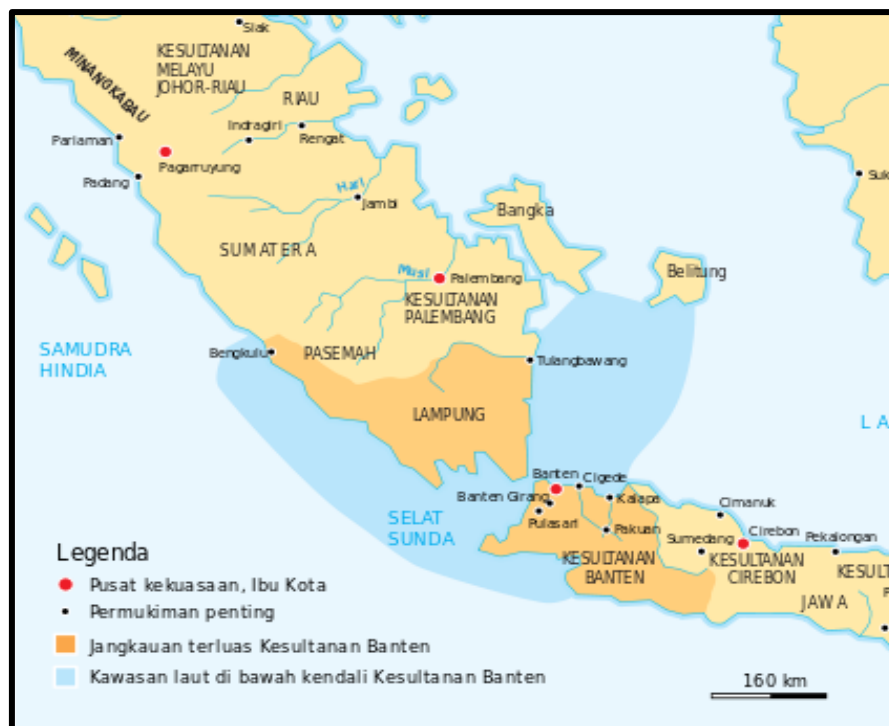 Siak
KESULTANAN
MELAYU
JOHOR-RIAU
MINANGKABAU
RIAU
Indragiri
Rengat
Pariaman
Pagarruyung
Padang
Hari
Jambi
Suk
Bangka
SUMATERA
Musi
Palembang
Belitung
KESULTANAN
PALEMBANG
SAMUDRA
HINDIA
Bengkulu
PASEMAH
Tulangbawang
LAMPUNG
L A
Banten
Cigede
Banten Girang
Kalapa
Cimanuk
SELAT
SUNDA
Pulasari
Pakuan
Sumedang
Cirebon
Pekalongan
KESULTANAN
BANTEN
KESULTANAN
CIREBON
KESULT
JAWA
Legenda
Pusat kekuasaan, Ibu Kota
Permukiman penting
Jangkauan terluas Kesultanan Banten
Kawasan laut di bawah kendali Kesultanan Banten
160 km